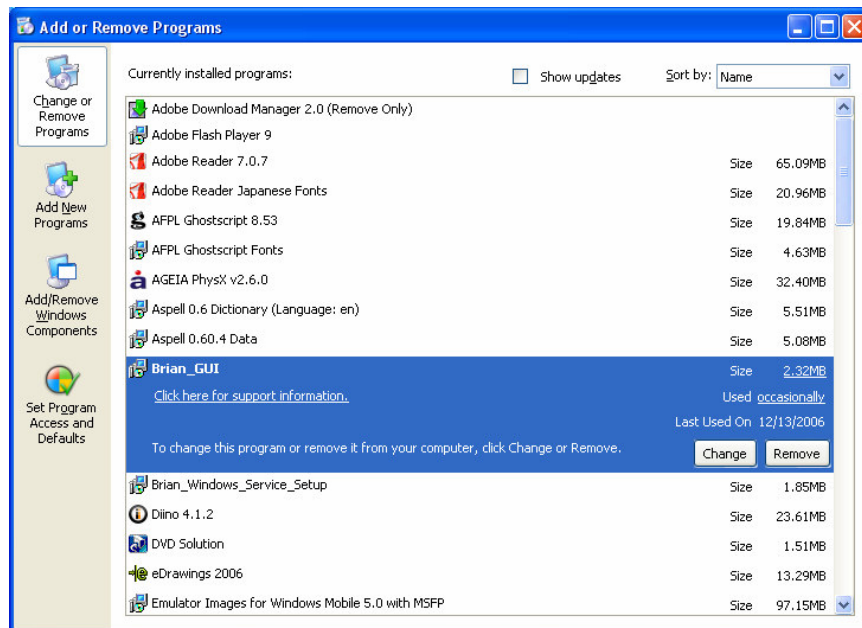 Add or Remove Programs
Change or
Remove
Programs
Add New
Programs
Add/Remove
Windows
Components
Set Program
Access and
Defaults
Currently installed programs:
Show updates
Sort by: Name
Adobe Download Manager 2.0 (Remove Only)
Adobe Flash Player 9
Adobe Reader 7.0.7 Size 65.09MB
Adobe Reader Japanese Fonts Size 20.96MB
AFPL Ghostscript 8.53 Size 19.84MB
AFPL Ghostscript Fonts Size 4.63MB
AGEIA PhysX v2.6.0 Size 32.40MB
Aspell 0.6 Dictionary (Language: en) Size 5.51MB
Aspell 0.60.4 Data Size 5.08MB
Brian_GUI Size 2.32MB
Click here for support information. Used occasionally
Last Used On 12/13/2006
To change this program or remove it from your computer, click Change or Remove. Change Remove
Brian_Windows_Service_Setup Size 1.85MB
Diino 4.1.2 Size 23.61MB
DVD Solution Size 1.51MB
eDrawings 2006 Size 13.29MB
Emulator Images for Windows Mobile 5.0 with MSFP Size 97.15MB